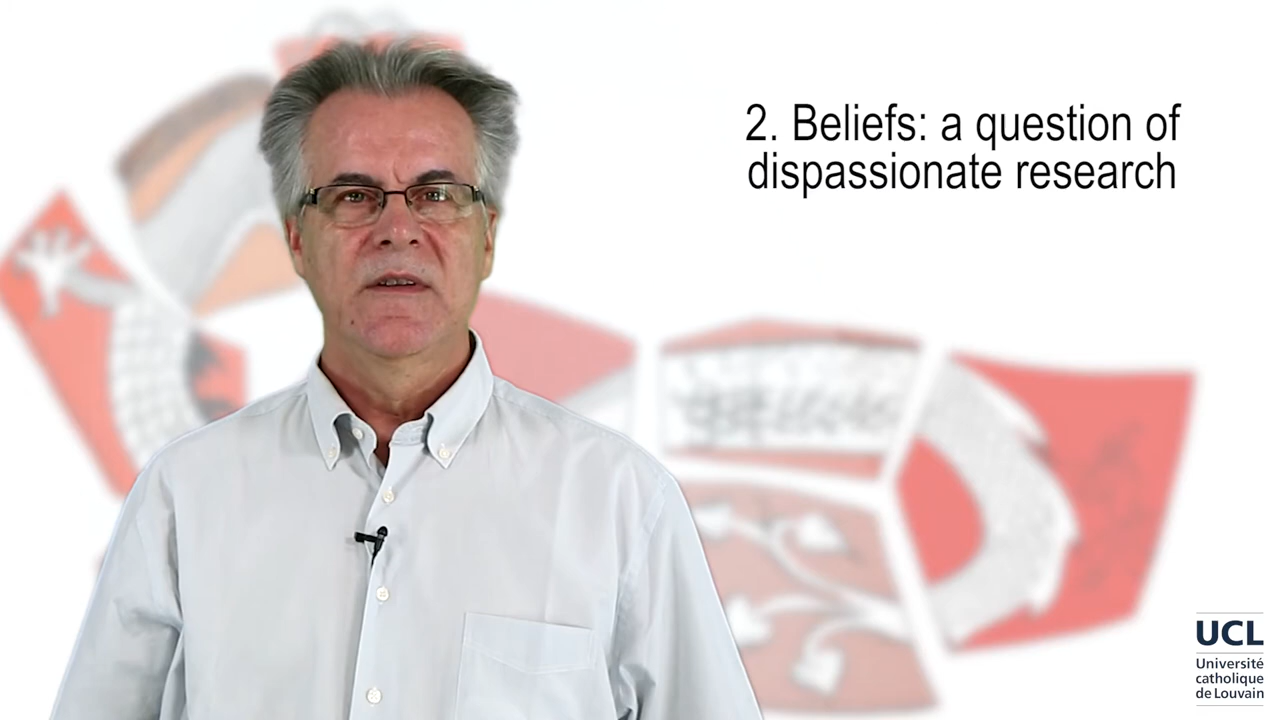 2. Beliefs: a question of
dispassionate research
UCL
Université
catholique
de Louvain